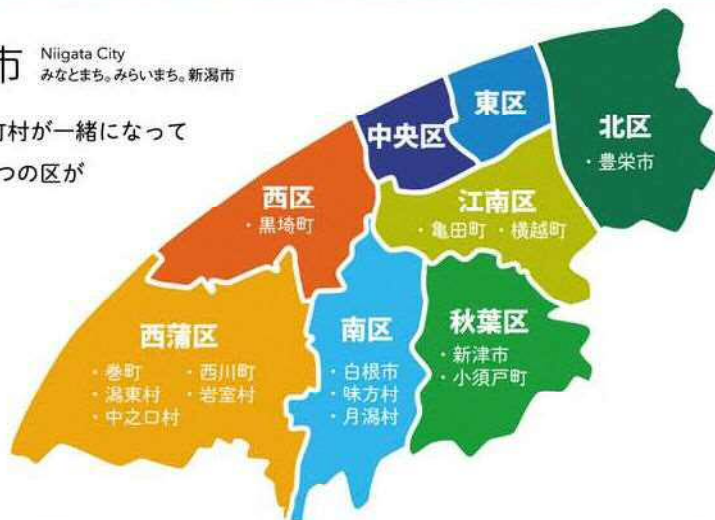 市 Niigata City
みなとまち。みらいまち。新潟市
町村が一緒になって
つの区が
北区
・豊栄市
東区
中央区
江南区
・亀田町 ・横越町
西区
・黒埼町
西蒲区
・巻町 ・西川町
・潟東村 ・岩室村
・中之口村
南区
・白根市
・味方村
・月潟村
秋葉区
・新津市
・小須戸町